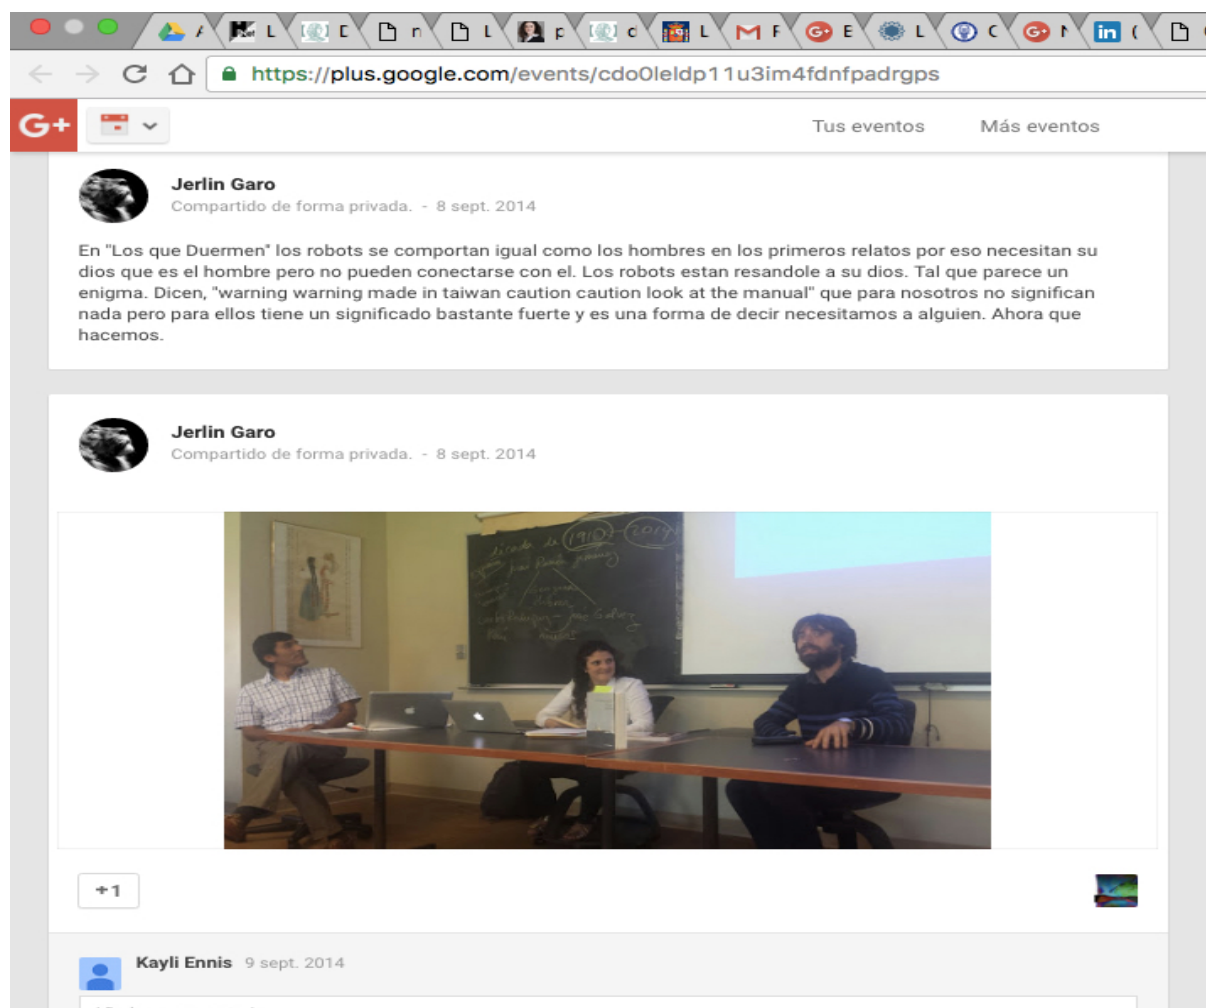 https://plus.google.com/events/cdo0leldp11u3im4fdnfpadrgps
G+
Tus eventos Más eventos
Jerlin Garo
Compartido de forma privada. - 8 sept. 2014
En "Los que Duermen" los robots se comportan igual como los hombres en los primeros relatos por eso necesitan su
dios que es el hombre pero no pueden conectarse con el. Los robots estan resandole a su dios. Tal que parece un
enigma. Dicen, "warning warning made in taiwan caution caution look at the manual" que para nosotros no significan
nada pero para ellos tiene un significado bastante fuerte y es una forma de decir necesitamos a alguien. Ahora que
hacemos.
Jerlin Garo
Compartido de forma privada. - 8 sept. 2014
década de 1910 - 2014
+1
Kayli Ennis 9 sept. 2014